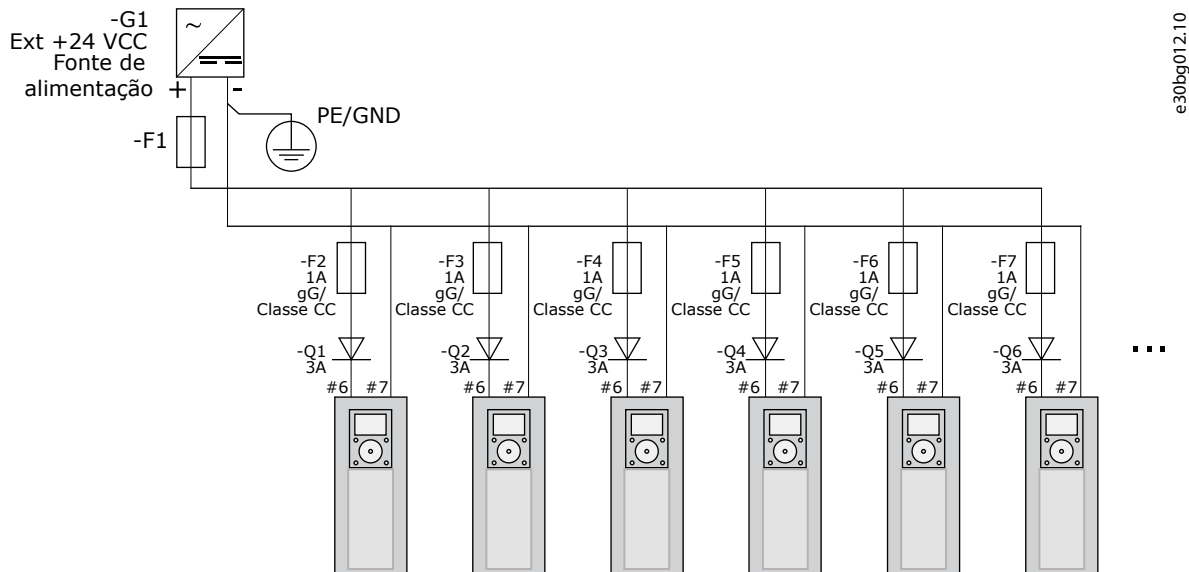 -G1
Ext +24 VCC
Fonte de
alimentação + -
PE/GND
-F1
-F2
1A
gG/
Classe CC
-F3
1A
gG/
Classe CC
-F4
1A
gG/
Classe CC
-F5
1A
gG/
Classe CC
-F6
1A
gG/
Classe CC
-F7
1A
gG/
Classe CC
-Q1
3A
-Q2
3A
-Q3
3A
-Q4
3A
-Q5
3A
-Q6
3A
...
#6 #7
#6 #7
#6 #7
#6 #7
#6 #7
#6 #7
e30bg012.10